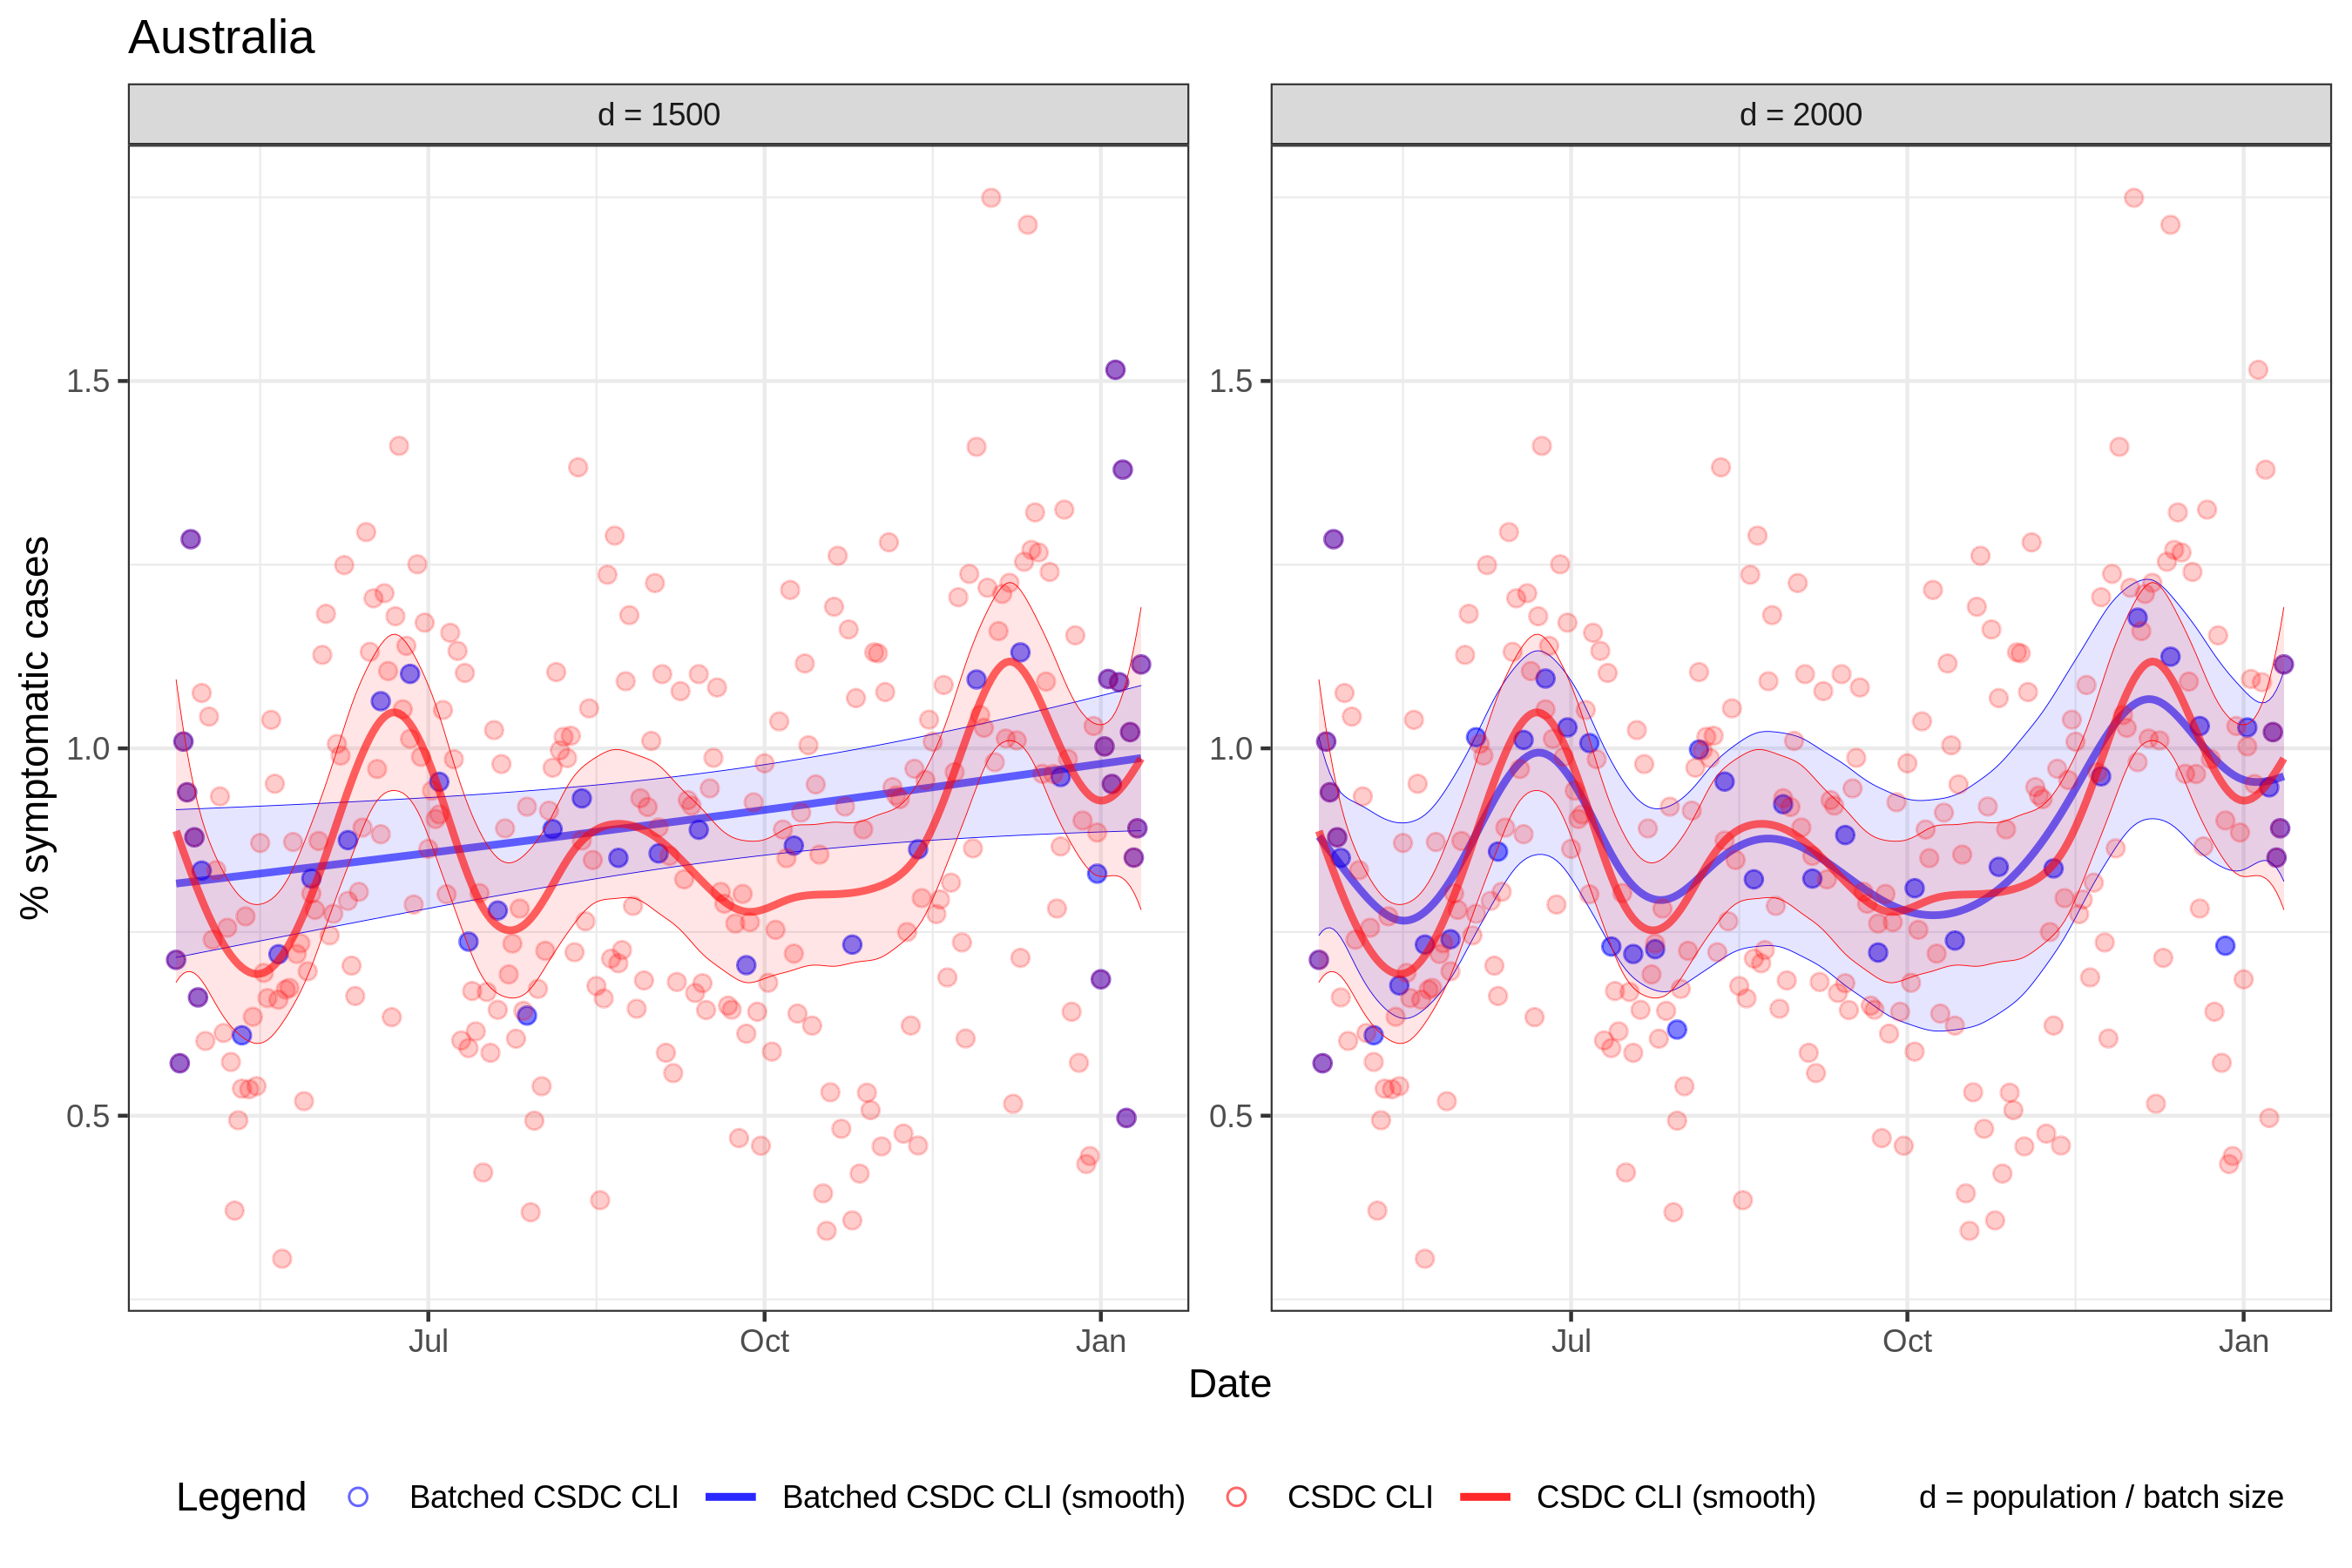 Australia
d = 1500
d = 2000
% symptomatic cases
1.5
1.0
0.5
1.5
1.0
0.5
Jul
Oct
Jan
Jul
Oct
Jan
Date
Legend
Batched CSDC CLI
Batched CSDC CLI (smooth)
CSDC CLI
CSDC CLI (smooth)
d = population / batch size